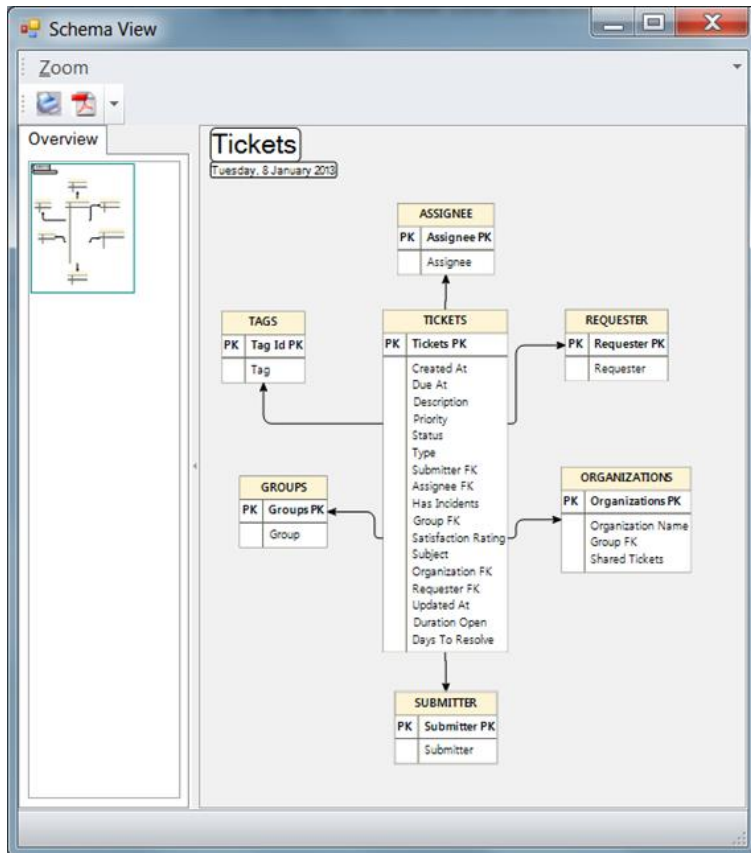 Schema View
Zoom
Overview
Tickets
Tuesday, 8 January 2013
ASSIGNEE
PK Assignee PK
Assignee
TAGS
PK Tag Id PK
Tag
TICKETS
PK Tickets PK
Created At
Due At
Description
Priority
Status
Type
Submitter FK
Assignee FK
Has Incidents
Group FK
Satisfaction Rating
Subject
Organization FK
Requester FK
Updated At
Duration Open
Days To Resolve
REQUESTER
PK Requester PK
Requester
GROUPS
PK Groups PK
Group
ORGANIZATIONS
PK Organizations PK
Organization Name
Group FK
Shared Tickets
SUBMITTER
PK Submitter PK
Submitter